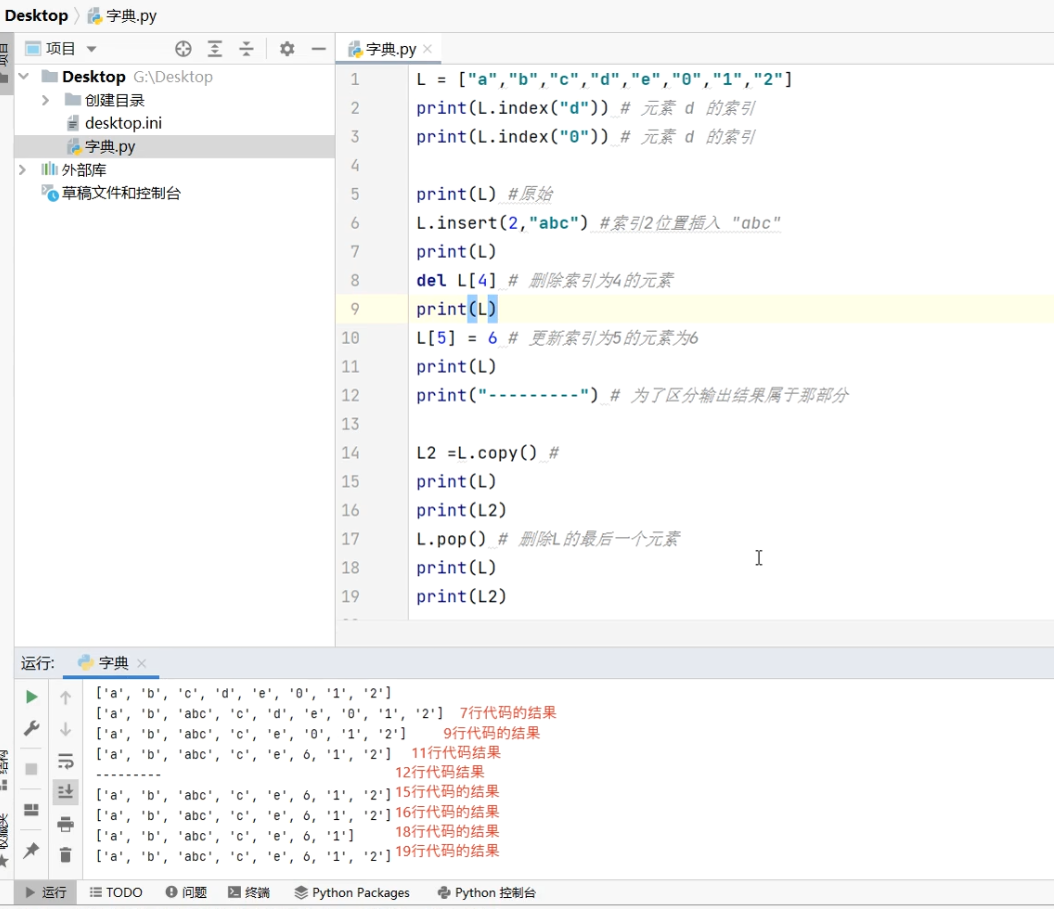 Desktop 字典.py
项目
字典.py
Desktop G:\Desktop
创建目录
desktop.ini
字典.py
外部库
草稿文件和控制台
1 L = ["a","b","c","d","e","0","1","2"]
2 print(L.index("d")) # 元素 d 的索引
3 print(L.index("0")) # 元素 d 的索引
4
5 print(L) #原始
6 L.insert(2,"abc") #索引2位置插入 "abc"
7 print(L)
8 del L[4] # 删除索引为4的元素
9 print(L)
10 L[5] = 6 # 更新索引为5的元素为6
11 print(L)
12 print("---------") # 为了区分输出结果属于那部分
13
14 L2 =L.copy() #
15 print(L)
16 print(L2)
17 L.pop() # 删除L的最后一个元素
18 print(L)
19 print(L2)
运行: 字典
['a', 'b', 'c', 'd', 'e', '0', '1', '2']
['a', 'b', 'abc', 'c', 'd', 'e', '0', '1', '2'] 7行代码的结果
['a', 'b', 'abc', 'c', 'e', '0', '1', '2'] 9行代码的结果
['a', 'b', 'abc', 'c', 'e', 6, '1', '2'] 11行代码结果
--------- 12行代码结果
['a', 'b', 'abc', 'c', 'e', 6, '1', '2'] 15行代码的结果
['a', 'b', 'abc', 'c', 'e', 6, '1', '2'] 16行代码的结果
['a', 'b', 'abc', 'c', 'e', 6, '1'] 18行代码的结果
['a', 'b', 'abc', 'c', 'e', 6, '1', '2'] 19行代码的结果
运行 TODO 问题 终端 Python Packages Python 控制台